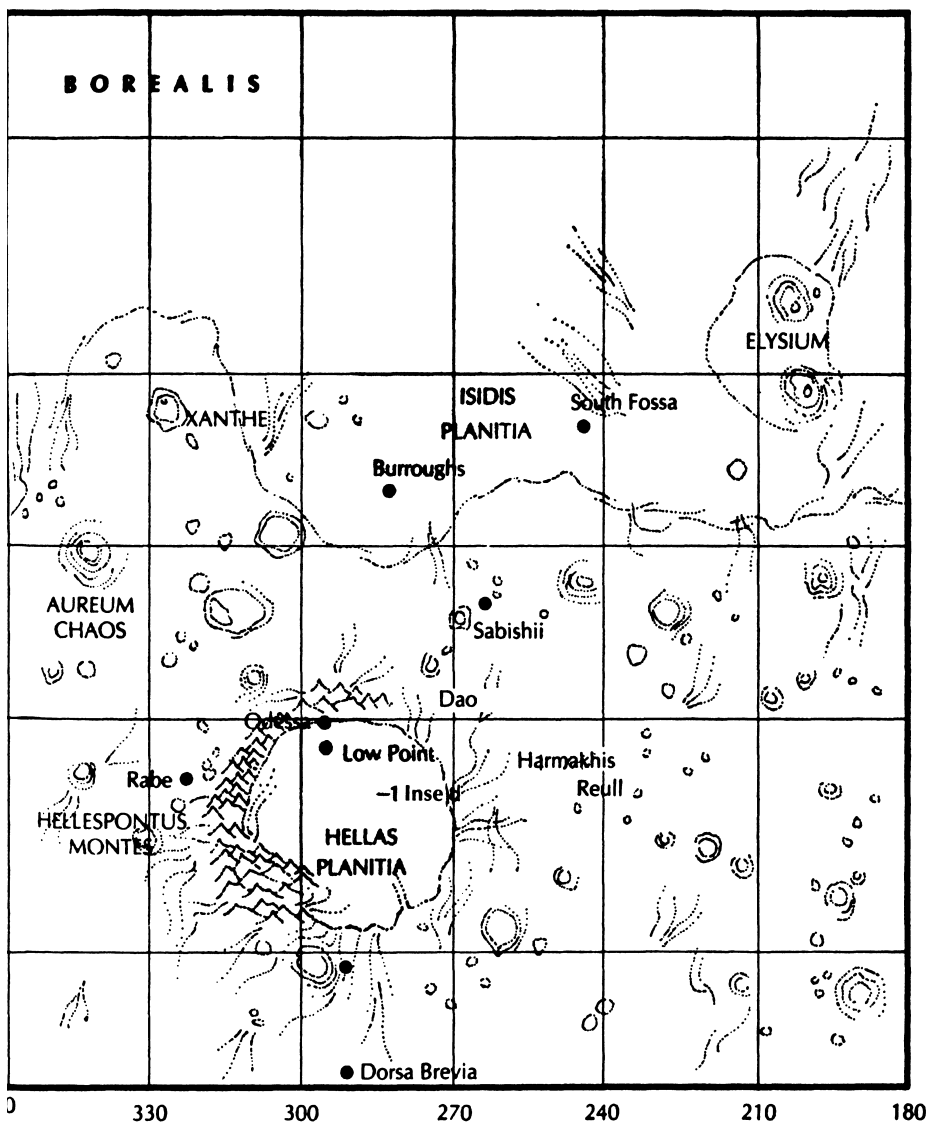 BOREALIS
ELYSIUM
ISIDIS
PLANITIA
South Fossa
XANTHE
Burroughs
AUREUM
CHAOS
Sabishii
Dao
Odessa
Low Point
Harmakhis
Rabe
Reull
-1 Inseld
HELLESPONTUS
MONTES
HELLAS
PLANITIA
Dorsa Brevia
0 330 300 270 240 210 180